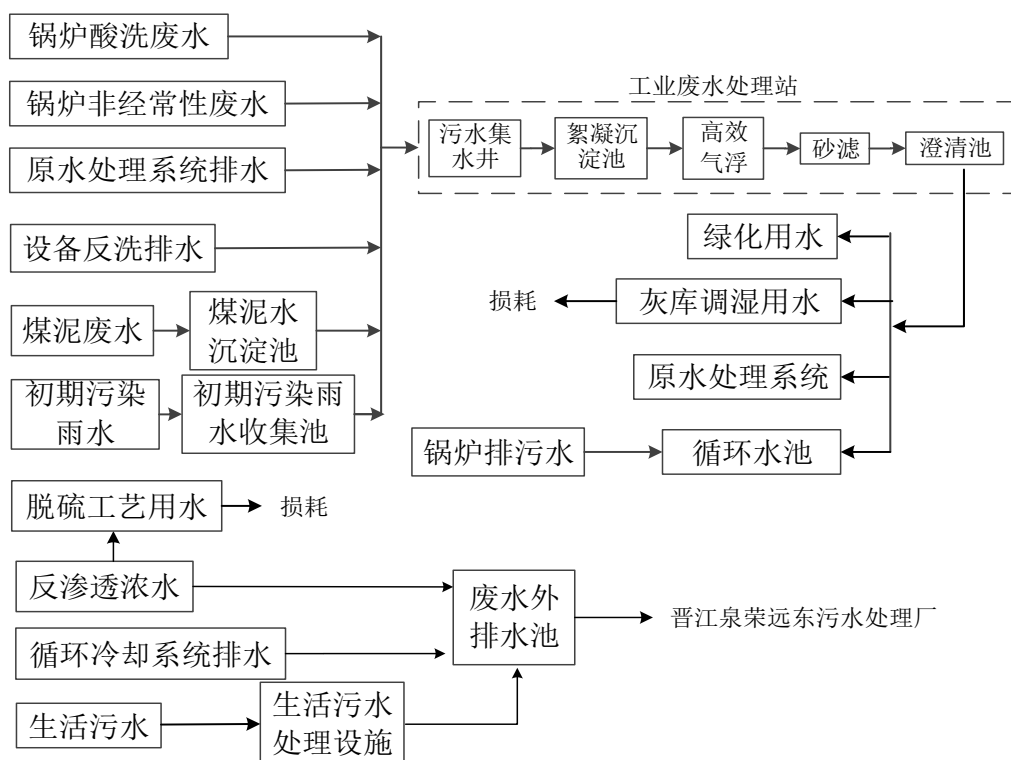 锅炉酸洗废水
锅炉非经常性废水
原水处理系统排水
设备反洗排水
煤泥废水
煤泥水
沉淀池
初期污染
雨水
初期污染雨
水收集池
工业废水处理站
污水集
水井
絮凝沉
淀池
高效
气浮
砂滤
澄清池
绿化用水
损耗
灰库调湿用水
原水处理系统
锅炉排污水
循环水池
脱硫工艺用水
损耗
反渗透浓水
循环冷却系统排水
生活污水
生活污水
处理设施
废水外
排水池
晋江泉荣远东污水处理厂